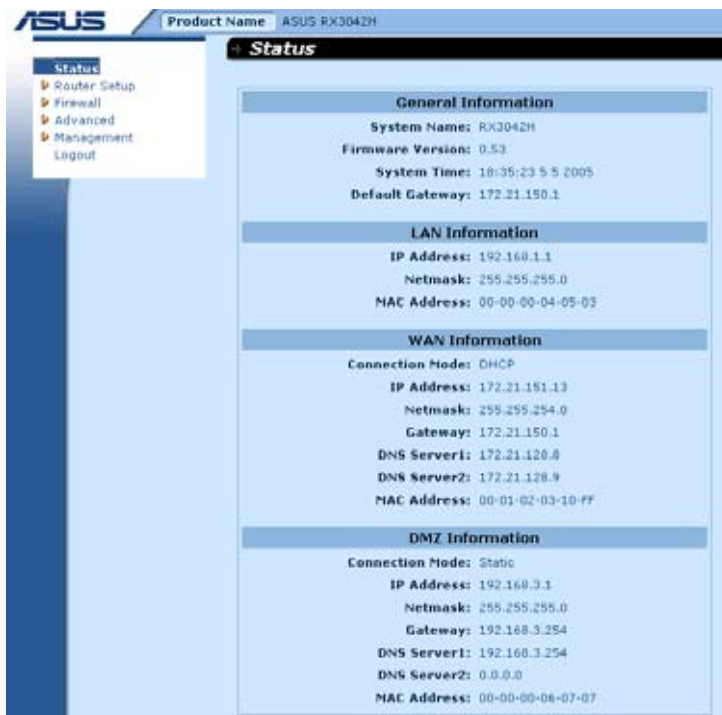 ASUS
Product Name ASUS RX3042H
Status
Status
Router Setup
Firewall
Advanced
Management
Logout
General Information
System Name: RX3042H
Firmware Version: 0.53
System Time: 18:35:23 5 5 2005
Default Gateway: 172.21.150.1
LAN Information
IP Address: 192.168.1.1
Netmask: 255.255.255.0
MAC Address: 00-00-00-04-05-03
WAN Information
Connection Mode: DHCP
IP Address: 172.21.151.13
Netmask: 255.255.254.0
Gateway: 172.21.150.1
DNS Server1: 172.21.128.8
DNS Server2: 172.21.128.9
MAC Address: 00-01-02-03-10-FF
DMZ Information
Connection Mode: Static
IP Address: 192.168.3.1
Netmask: 255.255.255.0
Gateway: 192.168.3.254
DNS Server1: 192.168.3.254
DNS Server2: 0.0.0.0
MAC Address: 00-00-00-06-07-07